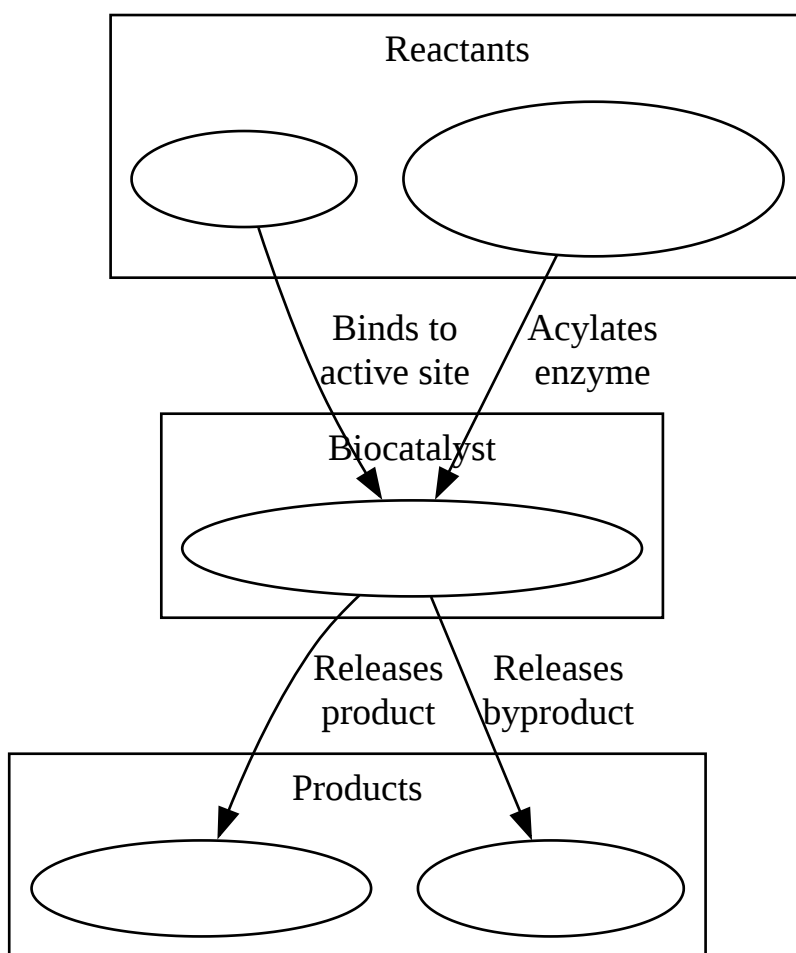 Reactants
Binds to
active site
Acylates
enzyme
Biocatalyst
Releases
product
Releases
byproduct
Products